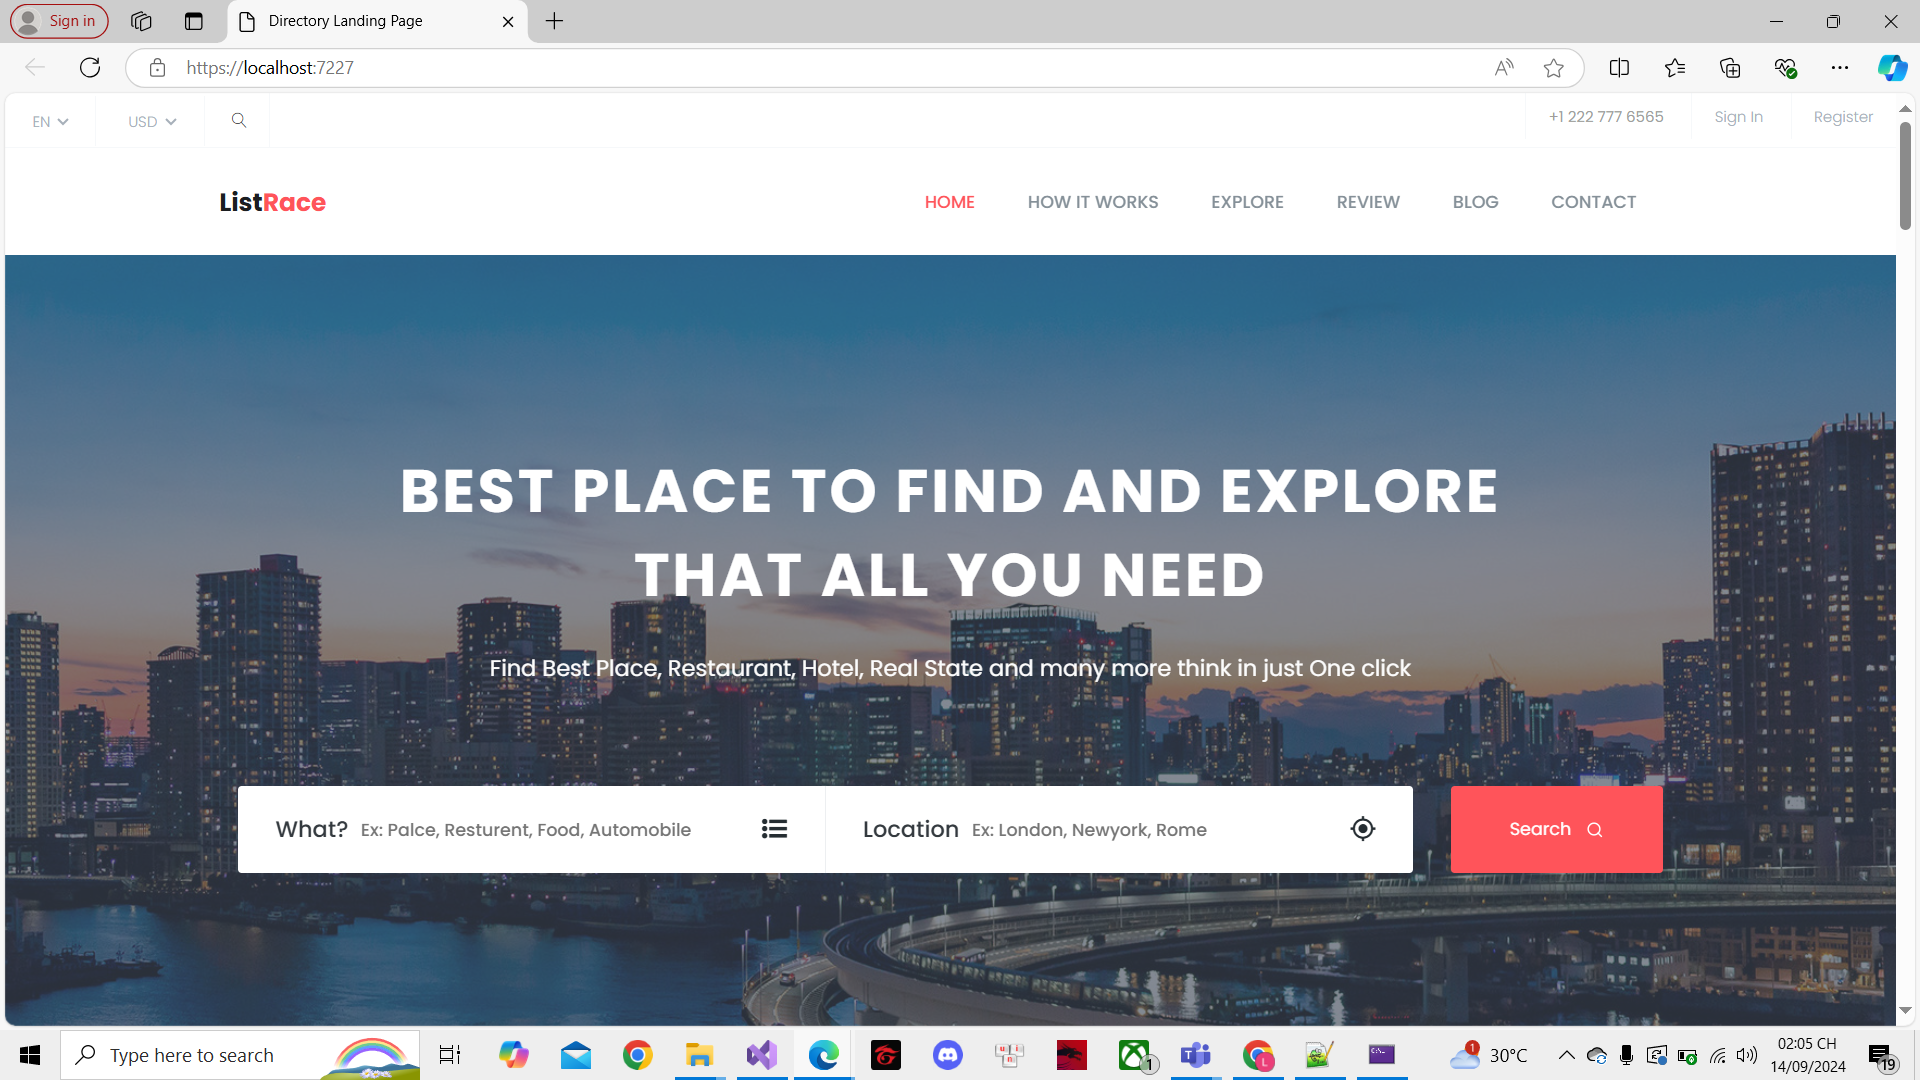 Sign in
Directory Landing Page
https://localhost:7227
EN
USD
+1 222 777 6565
Sign In
Register
ListRace
HOME
HOW IT WORKS
EXPLORE
REVIEW
BLOG
CONTACT
BEST PLACE TO FIND AND EXPLORE
THAT ALL YOU NEED
Find Best Place, Restaurant, Hotel, Real State and many more think in just One click
What? Ex: Palce, Resturent, Food, Automobile
Location Ex: London, Newyork, Rome
Search
Type here to search
1
1
30°C
02:05 CH
14/09/2024
19